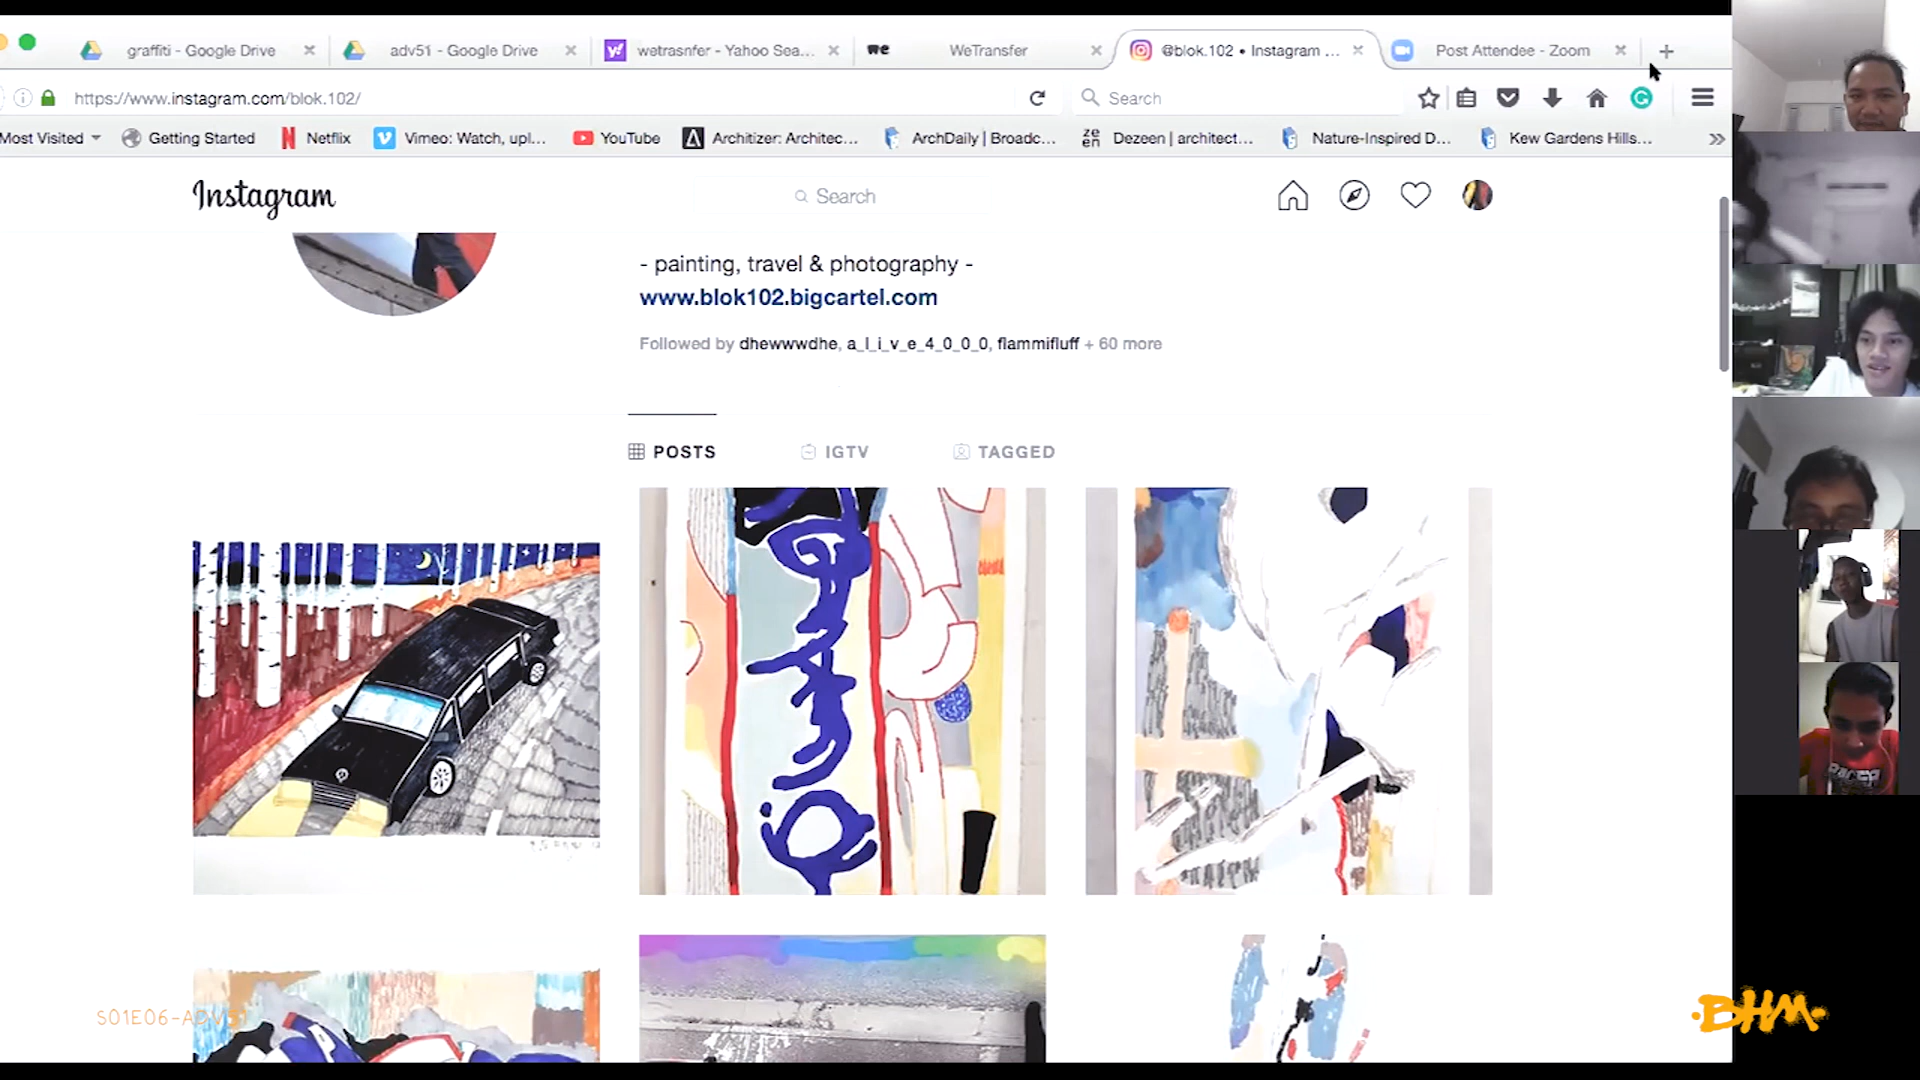 graffiti - Google Drive
adv51 - Google Drive
wetrasnfer - Yahoo Sea...
we
WeTransfer
@blok.102 • Instagram ...
Post Attendee - Zoom
https://www.instagram.com/blok.102/
Search
Most Visited
Getting Started
Netflix
Vimeo: Watch, upl...
YouTube
Architizer: Architec...
ArchDaily | Broadc...
ze
en
Dezeen | architect...
Nature-Inspired D...
Kew Gardens Hills...
Instagram
Search
- painting, travel & photography -
www.blok102.bigcartel.com
Followed by dhewwwdhe, a_l_i_v_e_4_0_0_0, flammifluff + 60 more
POSTS
IGTV
TAGGED
S01E06-ADV51
BHM